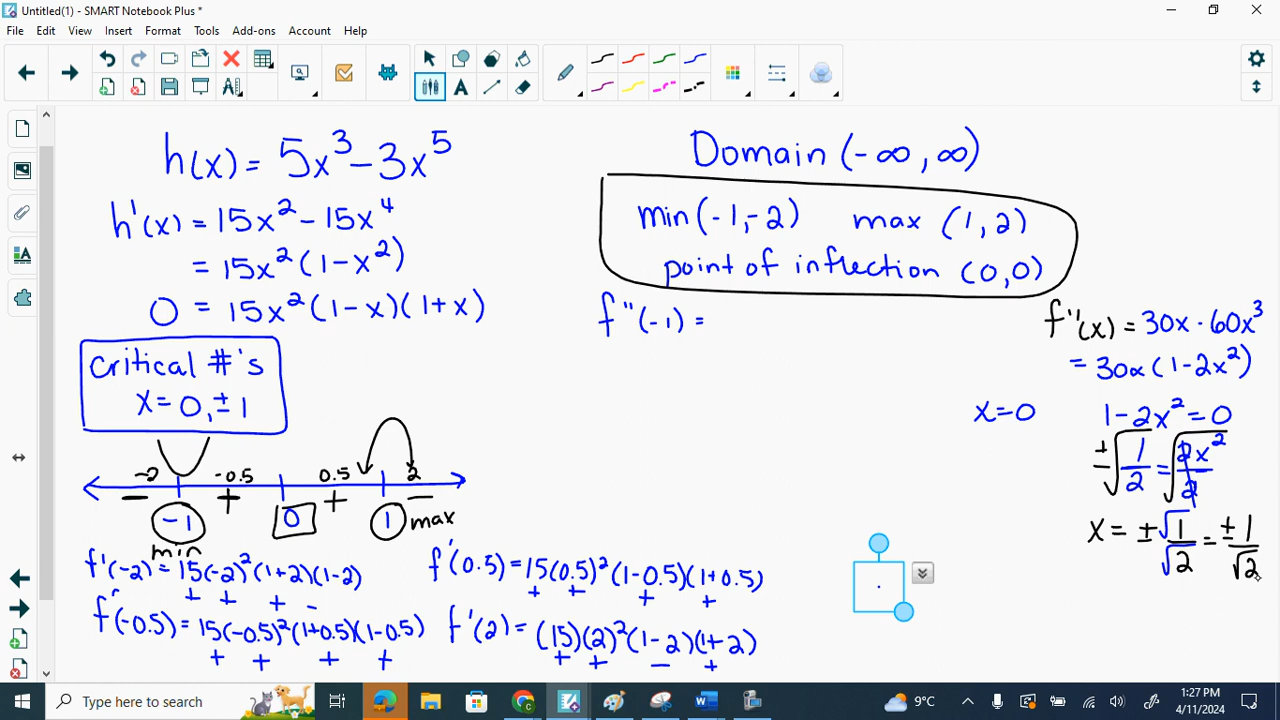 Untitled(1) - SMART Notebook Plus *
File Edit View Insert Format Tools Add-ons Account Help
h(x) = 5x³ - 3x⁵
Domain (-∞, ∞)
h'(x) = 15x² - 15x⁴
= 15x² (1 - x²)
0 = 15x² (1 - x)(1 + x)
min (-1, -2) max (1, 2)
point of inflection (0,0)
f"(-1) =
Critical #'s
x = 0, ± 1
-2 -0.5 0.5 2
- + + -
-1 0 1 max
min
f'(-2) = 15(-2)² (1+2)(1-2)
+ + + -
f'(-0.5) = 15(-0.5)² (1+0.5)(1-0.5)
+ + + +
f'(0.5) = 15(0.5)² (1-0.5)(1+0.5)
+ + + +
f'(2) = (15)(2)² (1-2)(1+2)
+ + - +
f"(x) = 30x - 60x³
= 30x (1 - 2x²)
x = 0 1 - 2x² = 0
± √1/2 = √2x²/2
x = ± √1/√2 = ± 1/√2
Type here to search
9°C
1:27 PM
4/11/2024